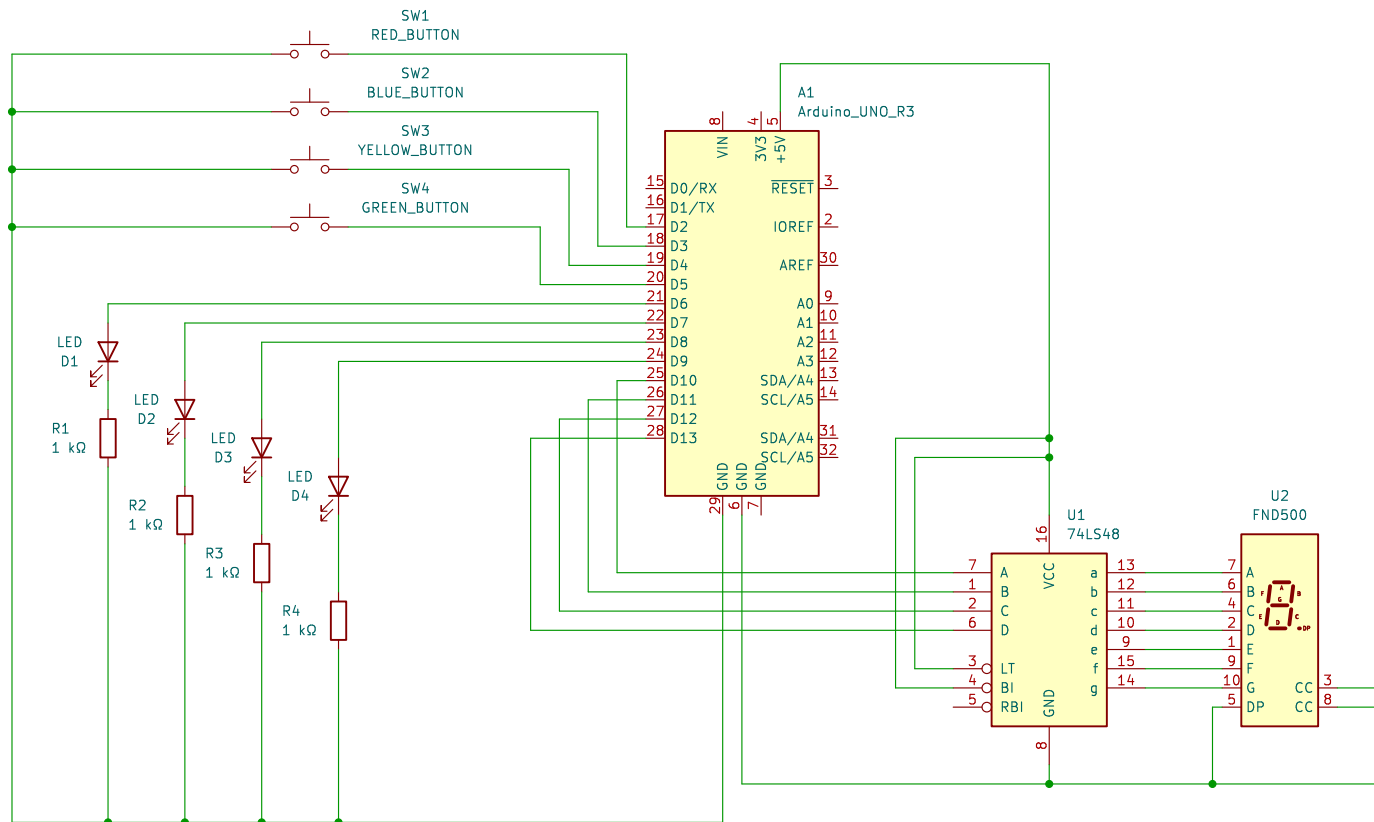 SW1
RED_BUTTON
SW2
BLUE_BUTTON
SW3
YELLOW_BUTTON
SW4
GREEN_BUTTON
A1
Arduino_UNO_R3
8
4
5
VIN
3V3
+5V
15 D0/RX
16 D1/TX
17 D2
18 D3
19 D4
20 D5
21 D6
22 D7
23 D8
24 D9
25 D10
26 D11
27 D12
28 D13
RESET 3
IOREF 2
AREF 30
A0 9
A1 10
A2 11
A3 12
SDA/A4 13
SCL/A5 14
SDA/A4 31
SCL/A5 32
GND
GND
GND
29
6
7
LED
D1
R1
1 kΩ
LED
D2
R2
1 kΩ
LED
D3
R3
1 kΩ
LED
D4
R4
1 kΩ
U1
74LS48
16
VCC
7 A
1 B
2 C
6 D
3 LT
4 BI
5 RBI
a 13
b 12
c 11
d 10
e 9
f 15
g 14
GND
8
U2
FND500
7 A
6 B
4 C
2 D
1 E
9 F
10 G
5 DP
CC 3
CC 8
A
F
B
G
E
C
D
DP